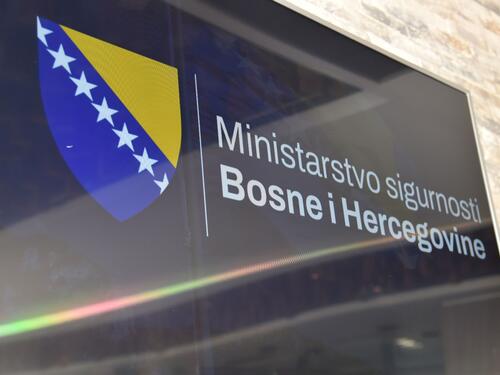 Ministarstvo sigurnosti
Bosne i Hercegovine